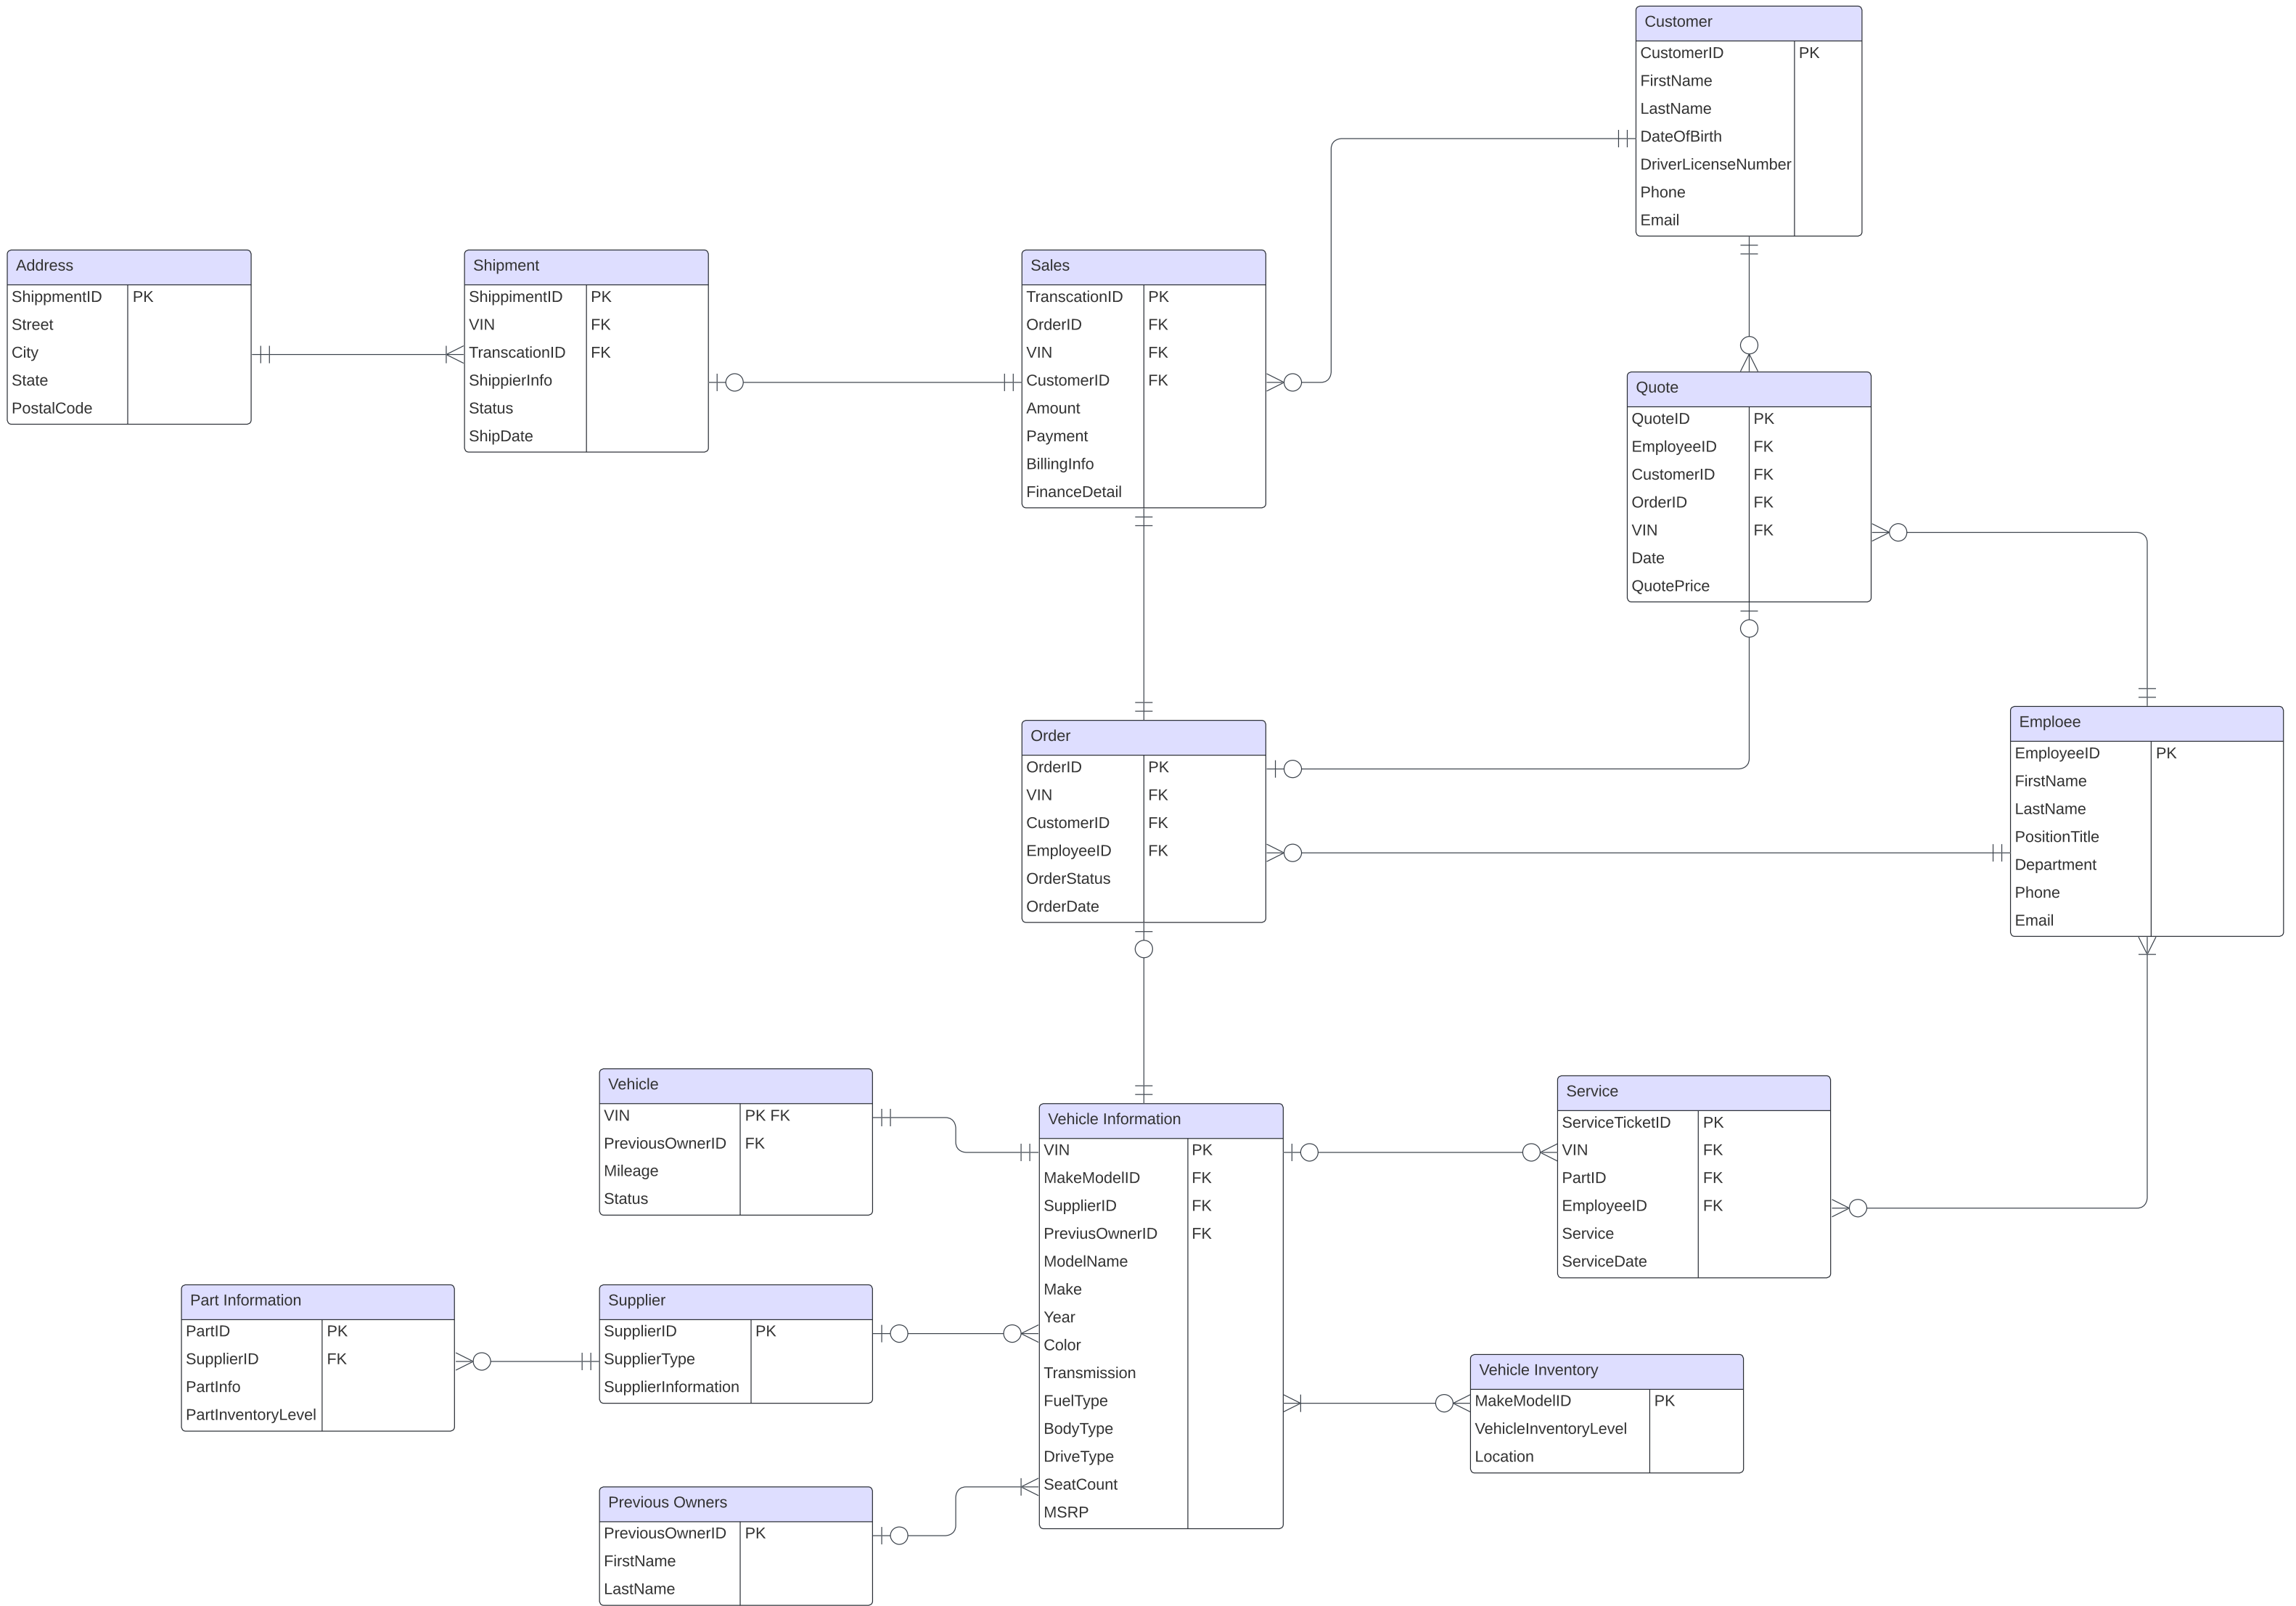 Customer
CustomerID PK
FirstName
LastName
DateOfBirth
DriverLicenseNumber
Phone
Email
Address
ShippmentID PK
Street
City
State
PostalCode
Shipment
ShippimentID PK
VIN FK
TranscationID FK
ShippierInfo
Status
ShipDate
Sales
TranscationID PK
OrderID FK
VIN FK
CustomerID FK
Amount
Payment
BillingInfo
FinanceDetail
Quote
QuoteID PK
EmployeeID FK
CustomerID FK
OrderID FK
VIN FK
Date
QuotePrice
Order
OrderID PK
VIN FK
CustomerID FK
EmployeeID FK
OrderStatus
OrderDate
Emploee
EmployeeID PK
FirstName
LastName
PositionTitle
Department
Phone
Email
Vehicle
VIN PK FK
PreviousOwnerID FK
Mileage
Status
Vehicle Information
VIN PK
MakeModelID FK
SupplierID FK
PreviusOwnerID FK
ModelName
Make
Year
Color
Transmission
FuelType
BodyType
DriveType
SeatCount
MSRP
Service
ServiceTicketID PK
VIN FK
PartID FK
EmployeeID FK
Service
ServiceDate
Part Information
PartID PK
SupplierID FK
PartInfo
PartInventoryLevel
Supplier
SupplierID PK
SupplierType
SupplierInformation
Vehicle Inventory
MakeModelID PK
VehicleInventoryLevel
Location
Previous Owners
PreviousOwnerID PK
FirstName
LastName